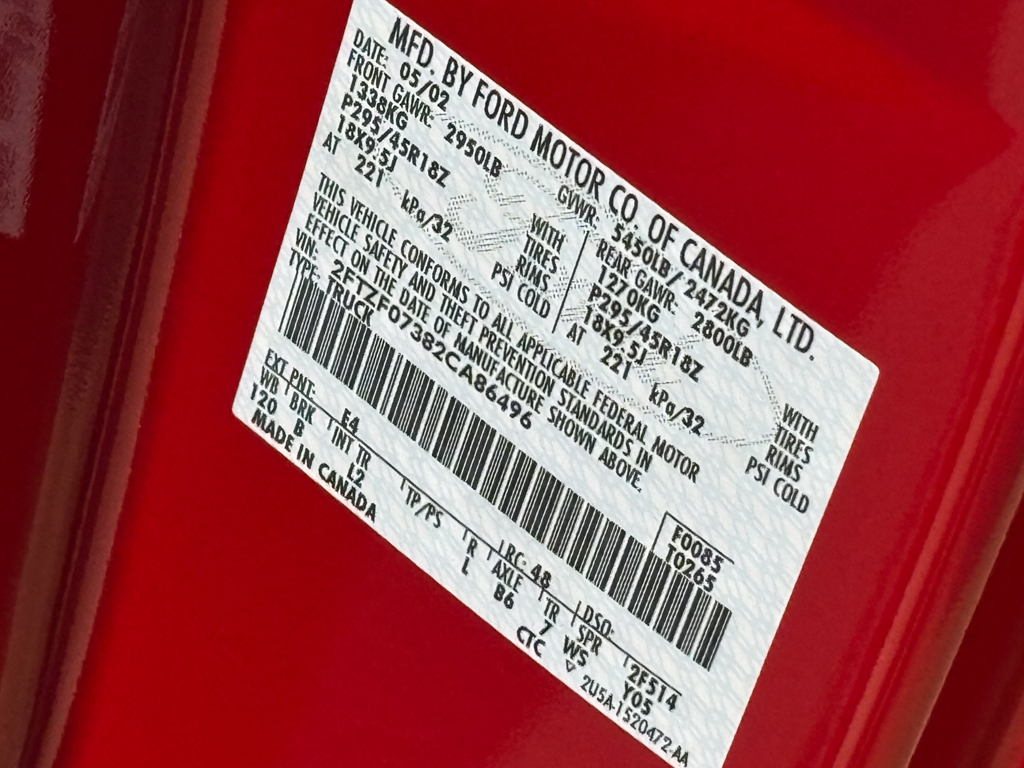 MFD. BY FORD MOTOR CO. OF CANADA, LTD.
DATE: 05/02 GVWR: 5450LB/ 2472KG
FRONT GAWR: 2950LB REAR GAWR: 2800LB
1338KG WITH 1270KG WITH
P295/45R18Z TIRES P295/45R18Z TIRES
18X9.5J RIMS 18X9.5J RIMS
AT 221 kPa/32 PSI COLD AT 221 kPa/32 PSI COLD
THIS VEHICLE CONFORMS TO ALL APPLICABLE FEDERAL MOTOR
VEHICLE SAFETY AND THEFT PREVENTION STANDARDS IN
EFFECT ON THE DATE OF MANUFACTURE SHOWN ABOVE.
VIN: 2FTZF07382CA86496 F0085
TYPE: TRUCK T0265
EXT PNT: E4 RC: 48 DSO: 2F514
WB BRK INT TR TP/PS R AXLE TR SPR
120 B L2 L B6 7 W5 Y05
MADE IN CANADA CTC ▽ 2U5A-1520472-AA